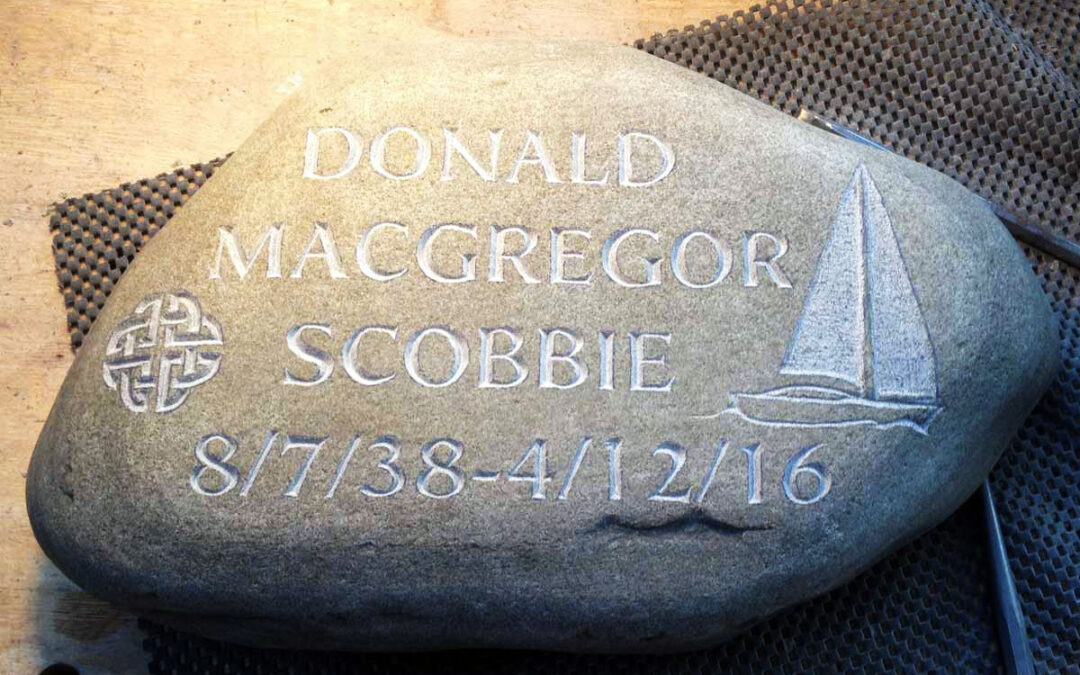 DONALD
MACGREGOR
SCOBBIE
8/7/38-4/12/16